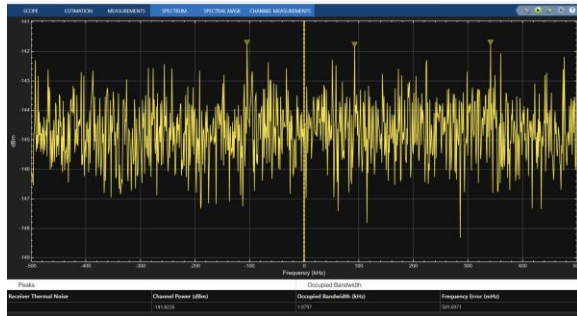 SCOPE ESTIMATION MEASUREMENTS SPECTRUM SPECTRAL MASK CHANNEL MEASUREMENTS
-141
-142
-143
-144
-145
-146
-147
-148
-149
dBm
-500 -400 -300 -200 -100 0 100 200 300 400
Frequency (kHz)
Peaks Occupied Bandwidth
Receiver Thermal Noise Channel Power (dBm) Occupied Bandwidth (kHz) Frequency Error (mHz)